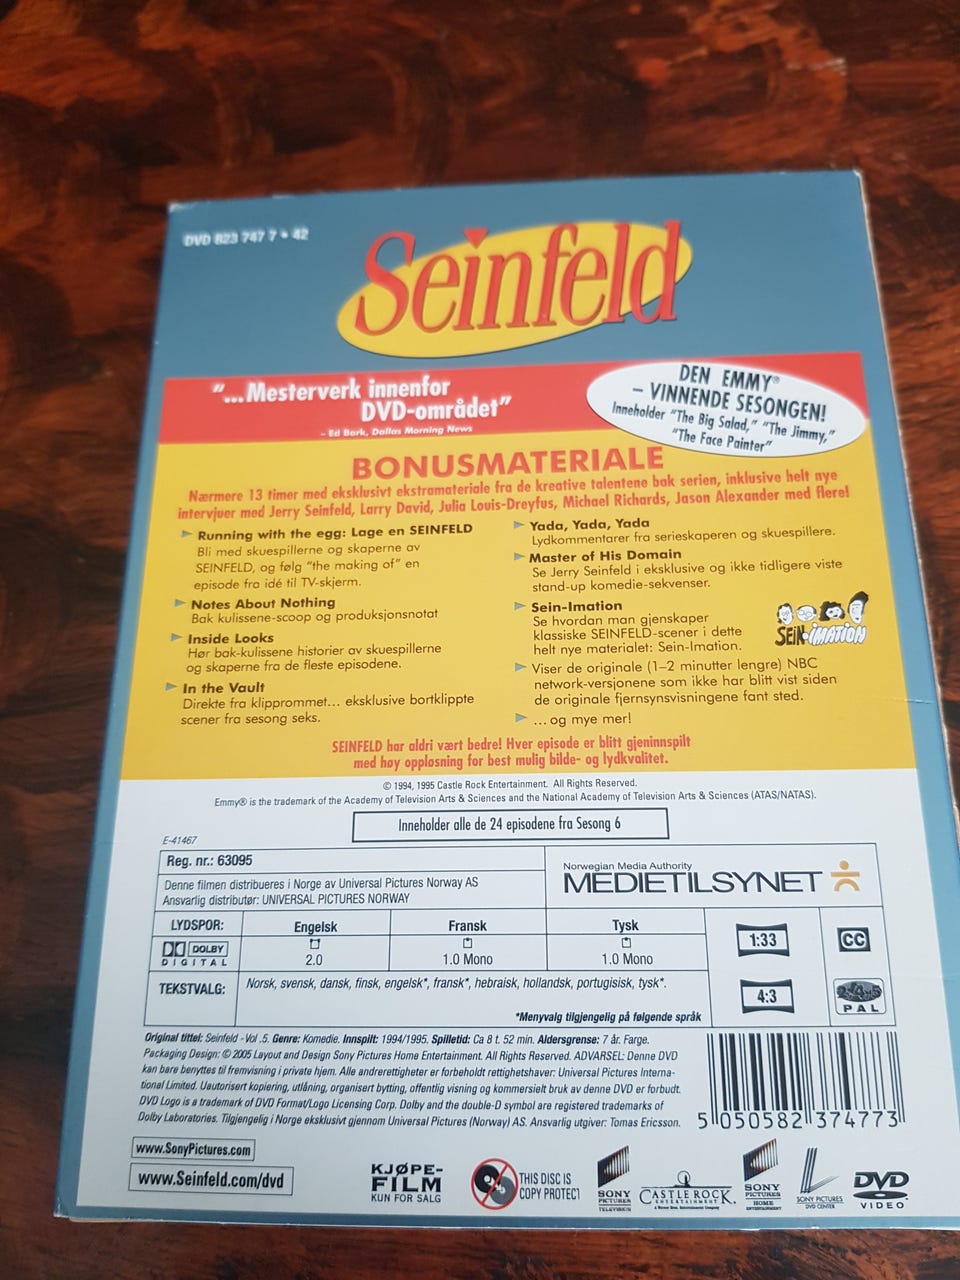 DVD 823 747 7 • 42
Seinfeld
"...Mesterverk innenfor
DVD-området"
– Ed Bark, Dallas Morning News
DEN EMMY®
– VINNENDE SESONGEN!
Inneholder "The Big Salad," "The Jimmy,"
"The Face Painter"
BONUSMATERIALE
Nærmere 13 timer med eksklusivt ekstramateriale fra de kreative talentene bak serien, inklusive helt nye
intervjuer med Jerry Seinfeld, Larry David, Julia Louis-Dreyfus, Michael Richards, Jason Alexander med flere!
Running with the egg: Lage en SEINFELD
Bli med skuespillerne og skaperne av
SEINFELD, og følg "the making of" en
episode fra idé til TV-skjerm.
Notes About Nothing
Bak kulissene-scoop og produksjonsnotat
Inside Looks
Hør bak-kulissene historier av skuespillerne
og skaperne fra de fleste episodene.
In the Vault
Direkte fra klipprommet... eksklusive bortklippte
scener fra sesong seks.
Yada, Yada, Yada
Lydkommentarer fra serieskaperen og skuespillere.
Master of His Domain
Se Jerry Seinfeld i eksklusive og ikke tidligere viste
stand-up komedie-sekvenser.
Sein-Imation
Se hvordan man gjenskaper
klassiske SEINFELD-scener i dette
helt nye materialet: Sein-Imation.
SEIN-IMATION
Viser de originale (1–2 minutter lengre) NBC
network-versjonene som ikke har blitt vist siden
de originale fjernsynsvisningene fant sted.
... og mye mer!
SEINFELD har aldri vært bedre! Hver episode er blitt gjeninnspilt
med høy oppløsning for best mulig bilde- og lydkvalitet.
© 1994, 1995 Castle Rock Entertainment. All Rights Reserved.
Emmy® is the trademark of the Academy of Television Arts & Sciences and the National Academy of Television Arts & Sciences (ATAS/NATAS).
Inneholder alle de 24 episodene fra Sesong 6
E-41467
Reg. nr.: 63095
Denne filmen distribueres i Norge av Universal Pictures Norway AS
Ansvarlig distributør: UNIVERSAL PICTURES NORWAY
Norwegian Media Authority
MEDIETILSYNET
LYDSPOR: Engelsk Fransk Tysk
DOLBY
DIGITAL 2.0 1.0 Mono 1.0 Mono
1:33 CC
TEKSTVALG: Norsk, svensk, dansk, finsk, engelsk*, fransk*, hebraisk, hollandsk, portugisisk, tysk*.
*Menyvalg tilgjengelig på følgende språk
4:3 PAL
Original tittel: Seinfeld - Vol .5. Genre: Komedie. Innspilt: 1994/1995. Spilletid: Ca 8 t. 52 min. Aldersgrense: 7 år. Farge.
Packaging Design: © 2005 Layout and Design Sony Pictures Home Entertainment. All Rights Reserved. ADVARSEL: Denne DVD
kan bare benyttes til fremvisning i private hjem. Alle andrerettigheter er forbeholdt rettighetshaver: Universal Pictures Interna-
tional Limited. Uautorisert kopiering, utlåning, organisert bytting, offentlig visning og kommersielt bruk av denne DVD er forbudt.
DVD Logo is a trademark of DVD Format/Logo Licensing Corp. Dolby and the double-D symbol are registered trademarks of
Dolby Laboratories. Tilgjengelig i Norge eksklusivt gjennom Universal Pictures (Norway) AS. Ansvarlig utgiver: Tomas Ericsson.
5 050582 374773
www.SonyPictures.com
www.Seinfeld.com/dvd
KJØPE-
FILM
KUN FOR SALG
THIS DISC IS
COPY PROTECT
SONY
PICTURES
TELEVISION
CASTLE ROCK
ENTERTAINMENT
SONY
PICTURES
HOME
ENTERTAINMENT
SONY PICTURES
DVD CENTER
DVD
VIDEO